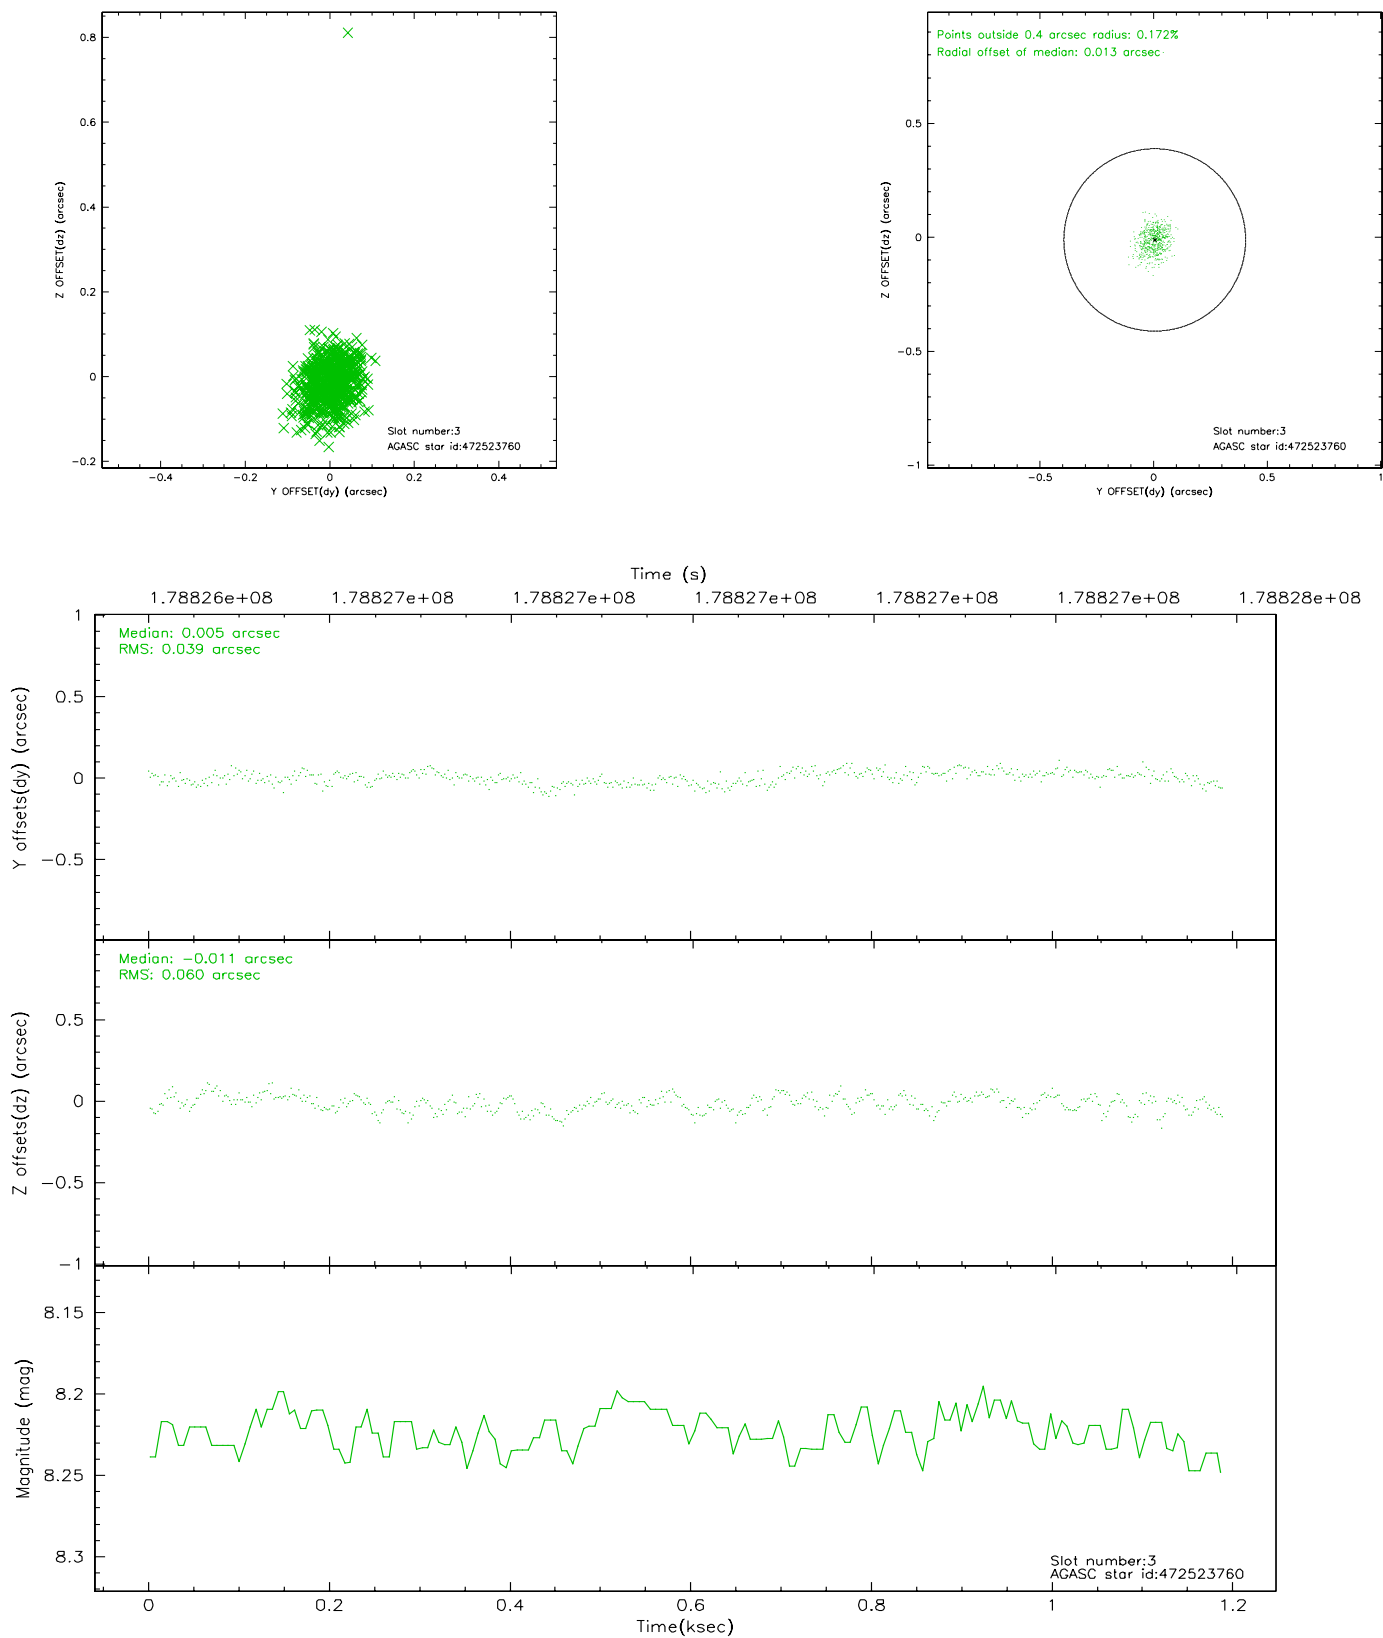 0.8
0.6
0.4
0.2
0
-0.2
Z OFFSET(dz) (arcsec)
Slot number:3
AGASC star id:472523760
-0.4 -0.2 0 0.2 0.4
Y OFFSET(dy) (arcsec)
Points outside 0.4 arcsec radius: 0.172%
Radial offset of median: 0.013 arcsec
0.5
0
-0.5
-1
Z OFFSET(dz) (arcsec)
Slot number:3
AGASC star id:472523760
-0.5 0 0.5 1
Y OFFSET(dy) (arcsec)
Time (s)
1.78826e+08 1.78827e+08 1.78827e+08 1.78827e+08 1.78827e+08 1.78827e+08 1.78828e+08
Median: 0.005 arcsec
RMS: 0.039 arcsec
1
0.5
0
-0.5
Y offsets(dy) (arcsec)
Median: -0.011 arcsec
RMS: 0.060 arcsec
0.5
0
-0.5
-1
Z offsets(dz) (arcsec)
8.15
8.2
8.25
8.3
Magnitude (mag)
Slot number:3
AGASC star id:472523760
0 0.2 0.4 0.6 0.8 1 1.2
Time(ksec)